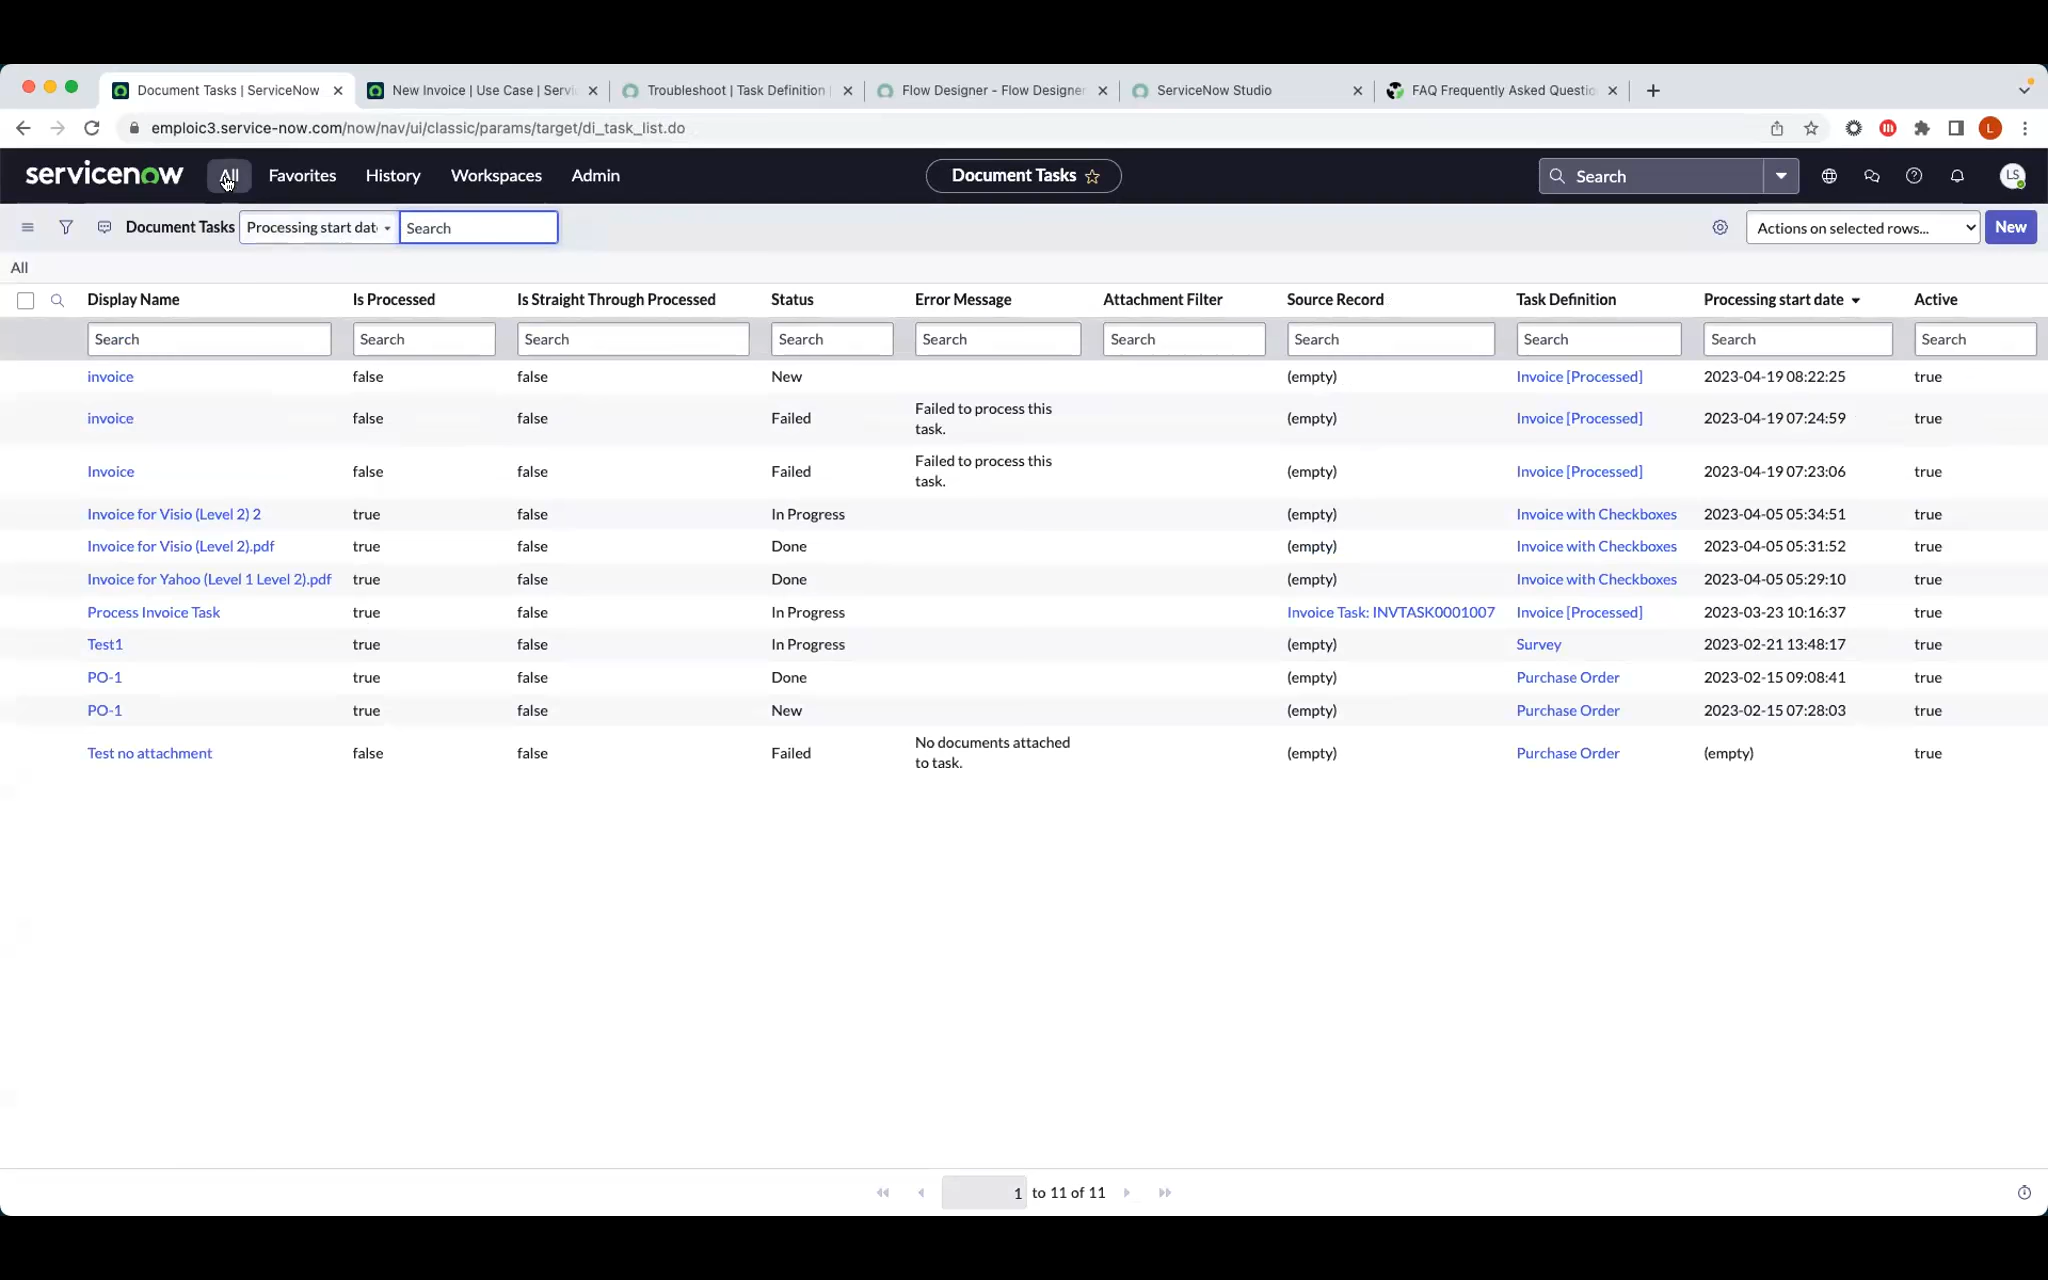 Document Tasks | ServiceNow
New Invoice | Use Case | Servi
Troubleshoot | Task Definition |
Flow Designer - Flow Designer
ServiceNow Studio
FAQ Frequently Asked Questio
emploic3.service-now.com/now/nav/ui/classic/params/target/di_task_list.do
L
servicenow
All
Favorites
History
Workspaces
Admin
Document Tasks
Search
LS
Document Tasks
Processing start dat
Search
Actions on selected rows...
New
All
Display Name Is Processed Is Straight Through Processed Status Error Message Attachment Filter Source Record Task Definition Processing start date Active
Search Search Search Search Search Search Search Search Search Search
invoice false false New (empty) Invoice [Processed] 2023-04-19 08:22:25 true
invoice false false Failed Failed to process this task. (empty) Invoice [Processed] 2023-04-19 07:24:59 true
Invoice false false Failed Failed to process this task. (empty) Invoice [Processed] 2023-04-19 07:23:06 true
Invoice for Visio (Level 2) 2 true false In Progress (empty) Invoice with Checkboxes 2023-04-05 05:34:51 true
Invoice for Visio (Level 2).pdf true false Done (empty) Invoice with Checkboxes 2023-04-05 05:31:52 true
Invoice for Yahoo (Level 1 Level 2).pdf true false Done (empty) Invoice with Checkboxes 2023-04-05 05:29:10 true
Process Invoice Task true false In Progress Invoice Task: INVTASK0001007 Invoice [Processed] 2023-03-23 10:16:37 true
Test1 true false In Progress (empty) Survey 2023-02-21 13:48:17 true
PO-1 true false Done (empty) Purchase Order 2023-02-15 09:08:41 true
PO-1 true false New (empty) Purchase Order 2023-02-15 07:28:03 true
Test no attachment false false Failed No documents attached to task. (empty) Purchase Order (empty) true
1 to 11 of 11